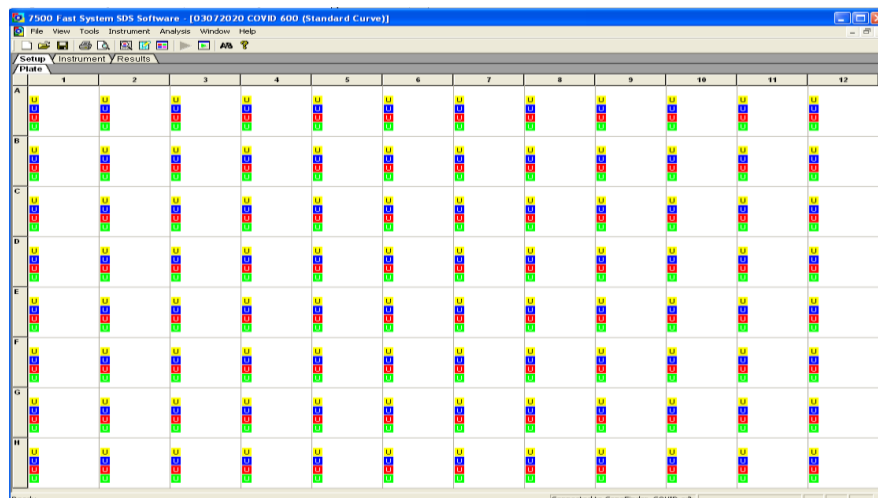 7500 Fast System SDS Software - [03072020 COVID 600 (Standard Curve)]
File View Tools Instrument Analysis Window Help
Setup Instrument Results
Plate
1 2 3 4 5 6 7 8 9 10 11 12
A
U U U U U U U U U U U U
U U U U U U U U U U U U
U U U U U U U U U U U U
U U U U U U U U U U U U
B
U U U U U U U U U U U U
U U U U U U U U U U U U
U U U U U U U U U U U U
U U U U U U U U U U U U
C
U U U U U U U U U U U U
U U U U U U U U U U U U
U U U U U U U U U U U U
U U U U U U U U U U U U
D
U U U U U U U U U U U U
U U U U U U U U U U U U
U U U U U U U U U U U U
U U U U U U U U U U U U
E
U U U U U U U U U U U U
U U U U U U U U U U U U
U U U U U U U U U U U U
U U U U U U U U U U U U
F
U U U U U U U U U U U U
U U U U U U U U U U U U
U U U U U U U U U U U U
U U U U U U U U U U U U
G
U U U U U U U U U U U U
U U U U U U U U U U U U
U U U U U U U U U U U U
U U U U U U U U U U U U
H
U U U U U U U U U U U U
U U U U U U U U U U U U
U U U U U U U U U U U U
U U U U U U U U U U U U